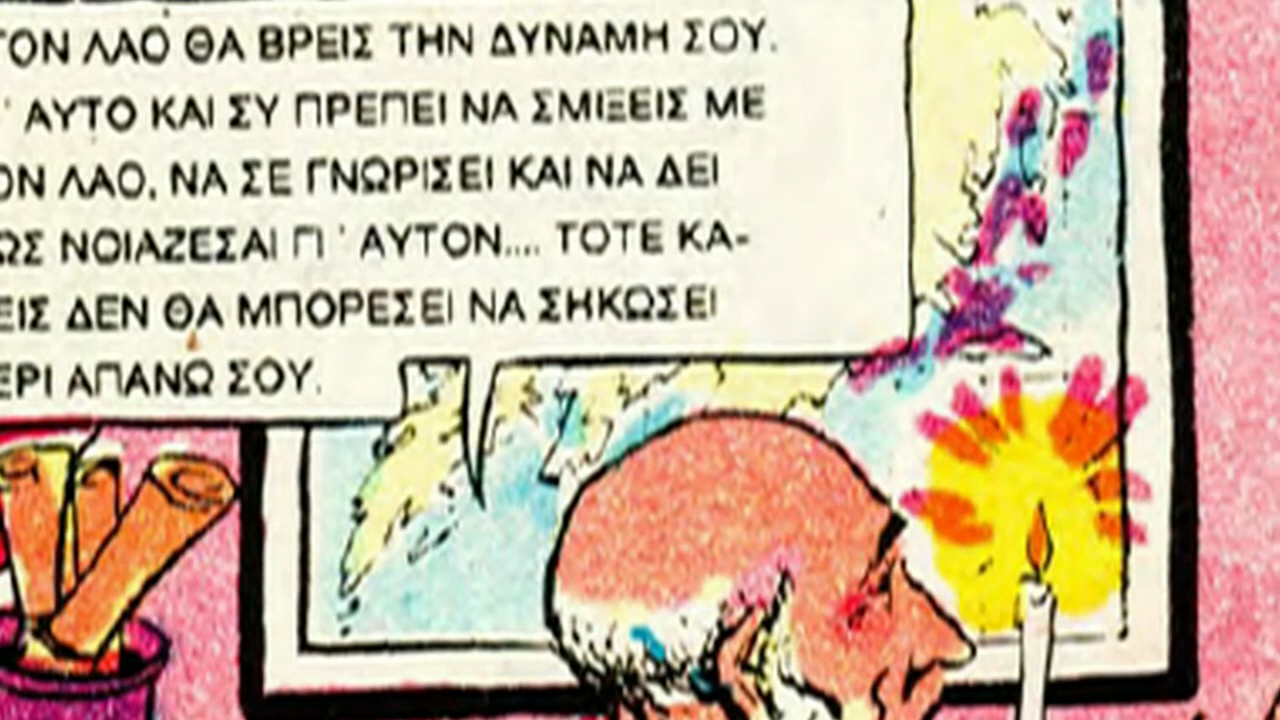 ΤΟΝ ΛΑΟ ΘΑ ΒΡΕΙΣ ΤΗΝ ΔΥΝΑΜΗ ΣΟΥ.
' ΑΥΤΟ ΚΑΙ ΣΥ ΠΡΕΠΕΙ ΝΑ ΣΜΙΞΕΙΣ ΜΕ
ΟΝ ΛΑΟ, ΝΑ ΣΕ ΓΝΩΡΙΣΕΙ ΚΑΙ ΝΑ ΔΕΙ
ΩΣ ΝΟΙΑΖΕΣΑΙ ΓΙ ' ΑΥΤΟΝ.... ΤΟΤΕ ΚΑ-
ΕΙΣ ΔΕΝ ΘΑ ΜΠΟΡΕΣΕΙ ΝΑ ΣΗΚΩΣΕΙ
ΕΡΙ ΑΠΑΝΩ ΣΟΥ.